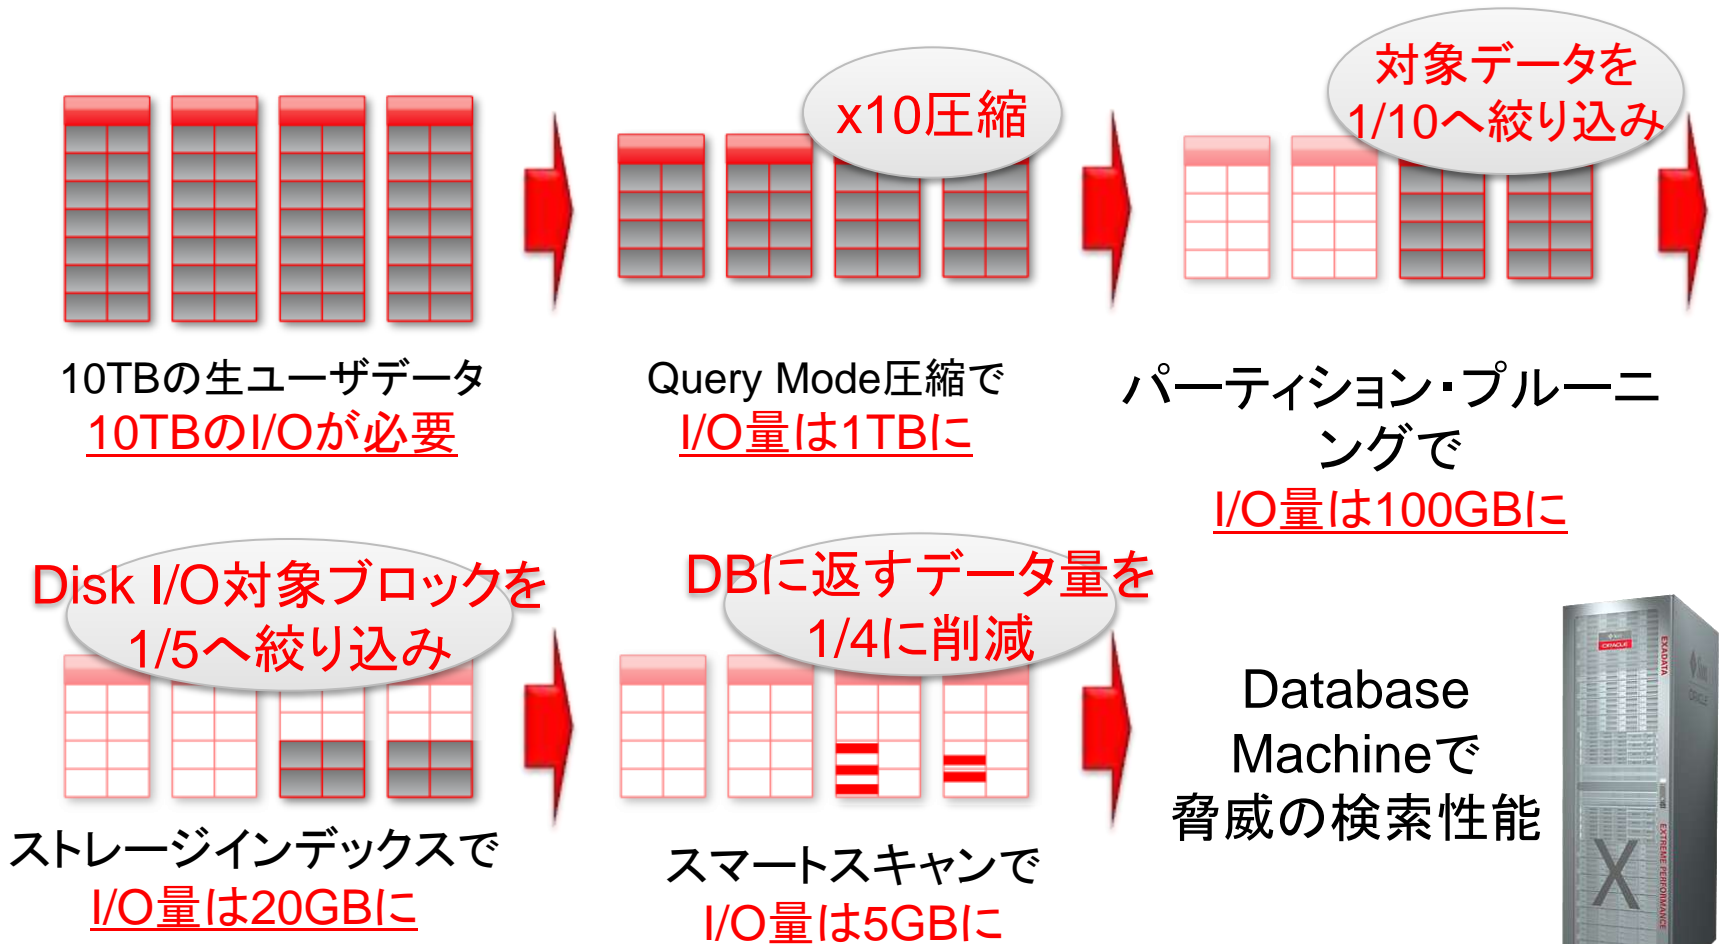 x10圧縮
対象データを
1/10へ絞り込み
10TBの生ユーザデータ
10TBのI/Oが必要
Query Mode圧縮で
I/O量は1TBに
パーティション・プルーニ
ングで
I/O量は100GBに
Disk I/O対象ブロックを
1/5へ絞り込み
ストレージインデックスで
I/O量は20GBに
DBに返すデータ量を
1/4に削減
スマートスキャンで
I/O量は5GBに
Database
Machineで
脅威の検索性能
Sun
ORACLE
EXADATA
Sun
ORACLE
EXTREME PERFORMANCE
X